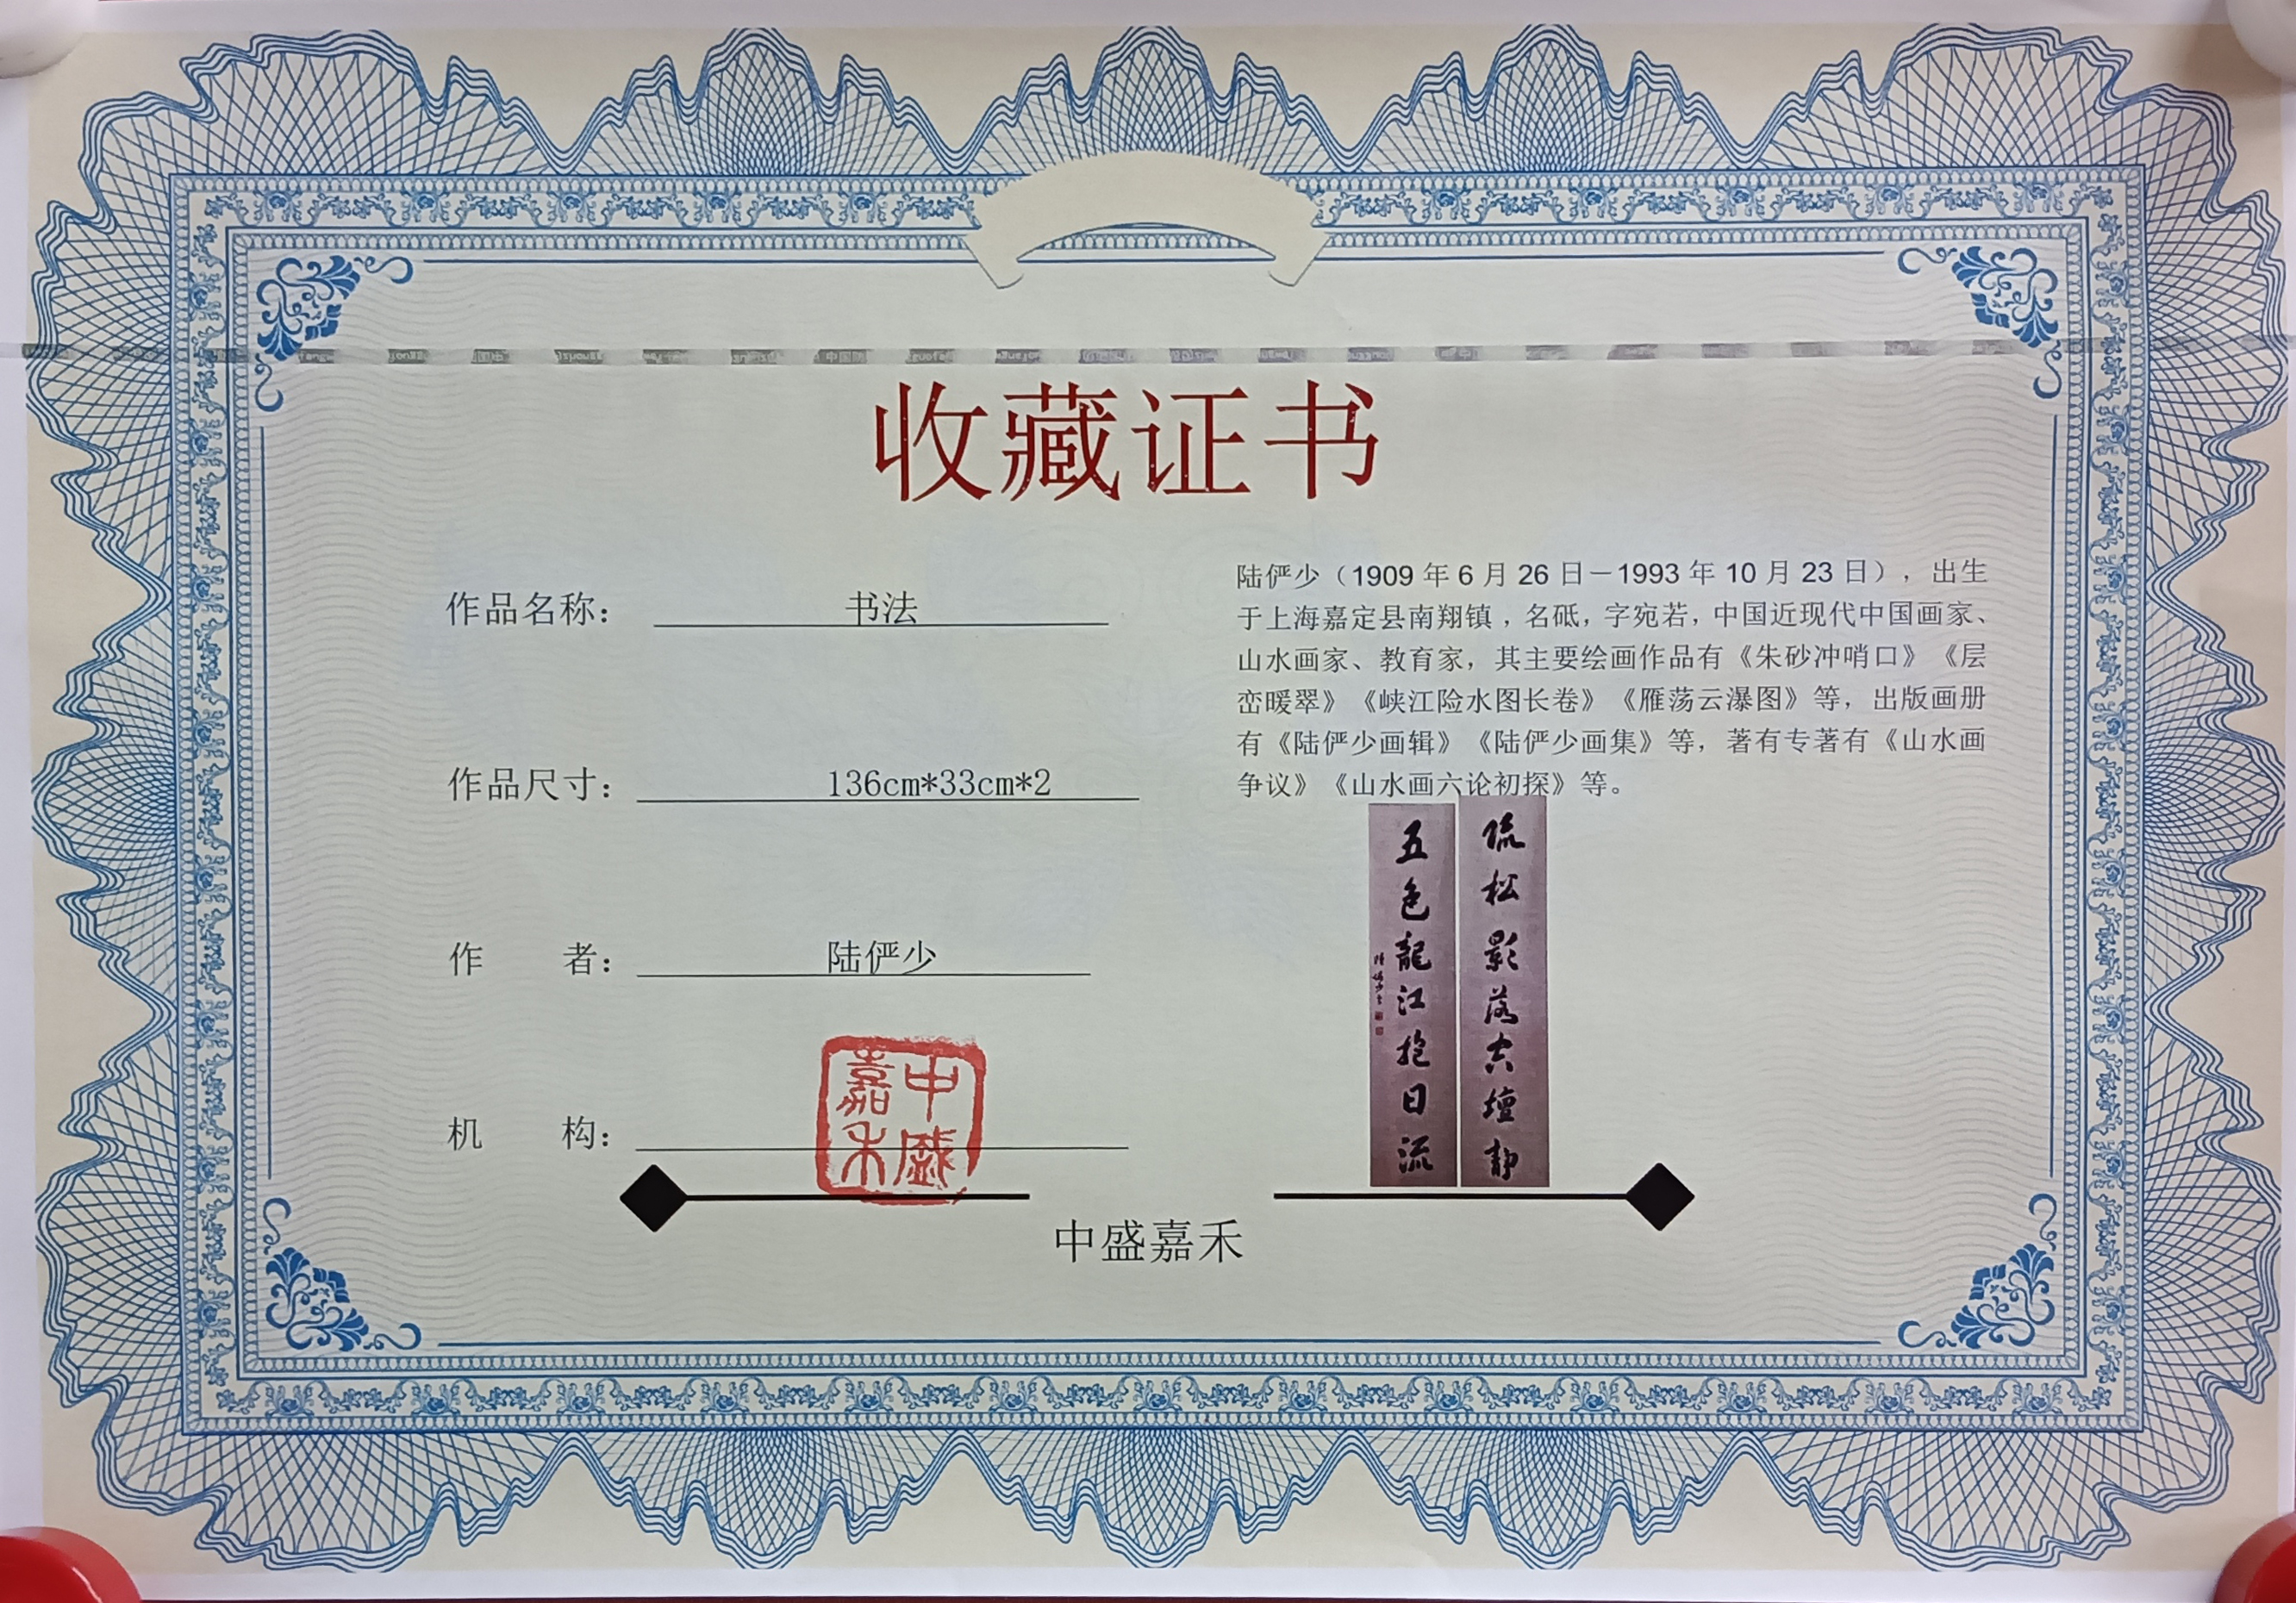 收藏证书
作品名称： 书法
作品尺寸： 136cm*33cm*2
作 者： 陆俨少
机 构：
中盛嘉禾
陆俨少（1909年6月26日－1993年10月23日），出生
于上海嘉定县南翔镇，名砥，字宛若，中国近现代中国画家、
山水画家、教育家，其主要绘画作品有《朱砂冲哨口》《层
峦暖翠》《峡江险水图长卷》《雁荡云瀑图》等，出版画册
有《陆俨少画辑》《陆俨少画集》等，著有专著有《山水画
争议》《山水画六论初探》等。
松影落 壇靜
五色龍江抱日流
中盛嘉禾